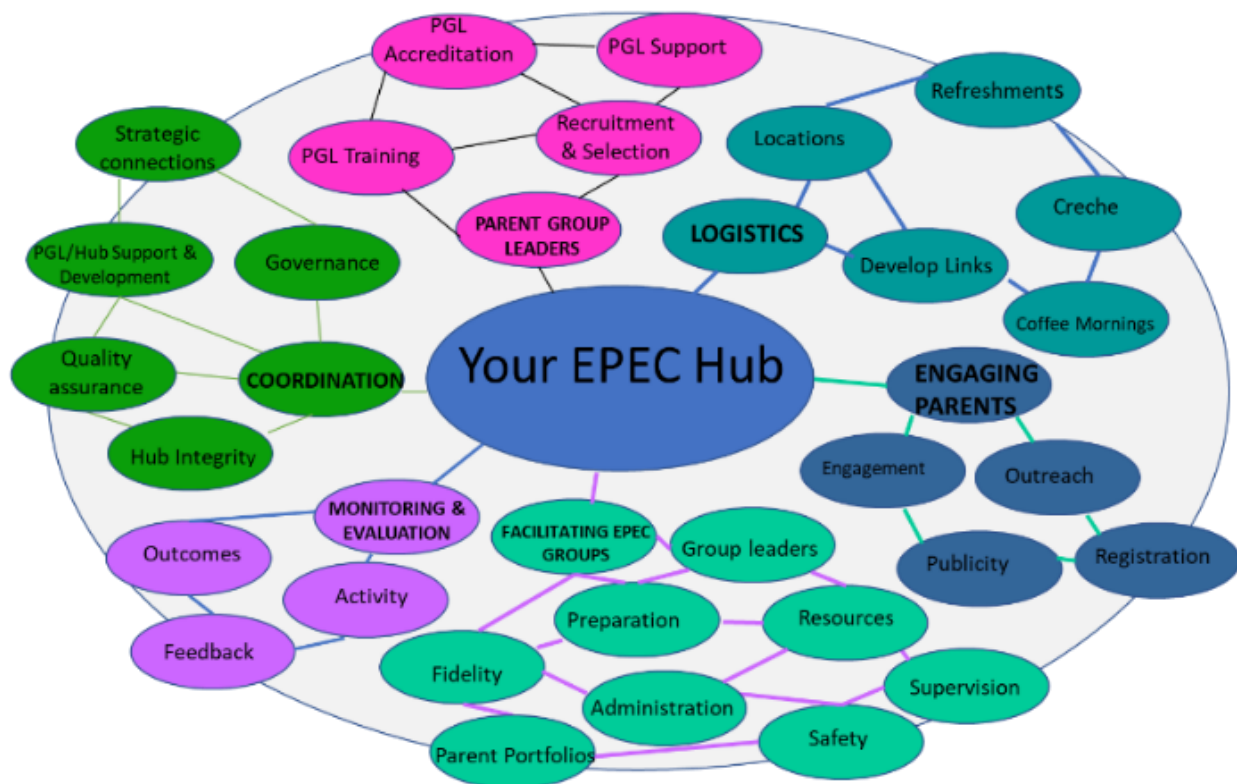 PGL
Accreditation
PGL Support
Refreshments
Strategic
connections
Locations
Recruitment
& Selection
PGL Training
Creche
PARENT GROUP
LEADERS
LOGISTICS
PGL/Hub Support &
Development
Governance
Develop Links
Coffee Mornings
Your EPEC Hub
Quality
assurance
COORDINATION
ENGAGING
PARENTS
Hub Integrity
Engagement
Outreach
MONITORING &
EVALUATION
FACILITATING EPEC
GROUPS
Group leaders
Outcomes
Publicity
Registration
Activity
Preparation
Resources
Feedback
Fidelity
Supervision
Administration
Safety
Parent Portfolios